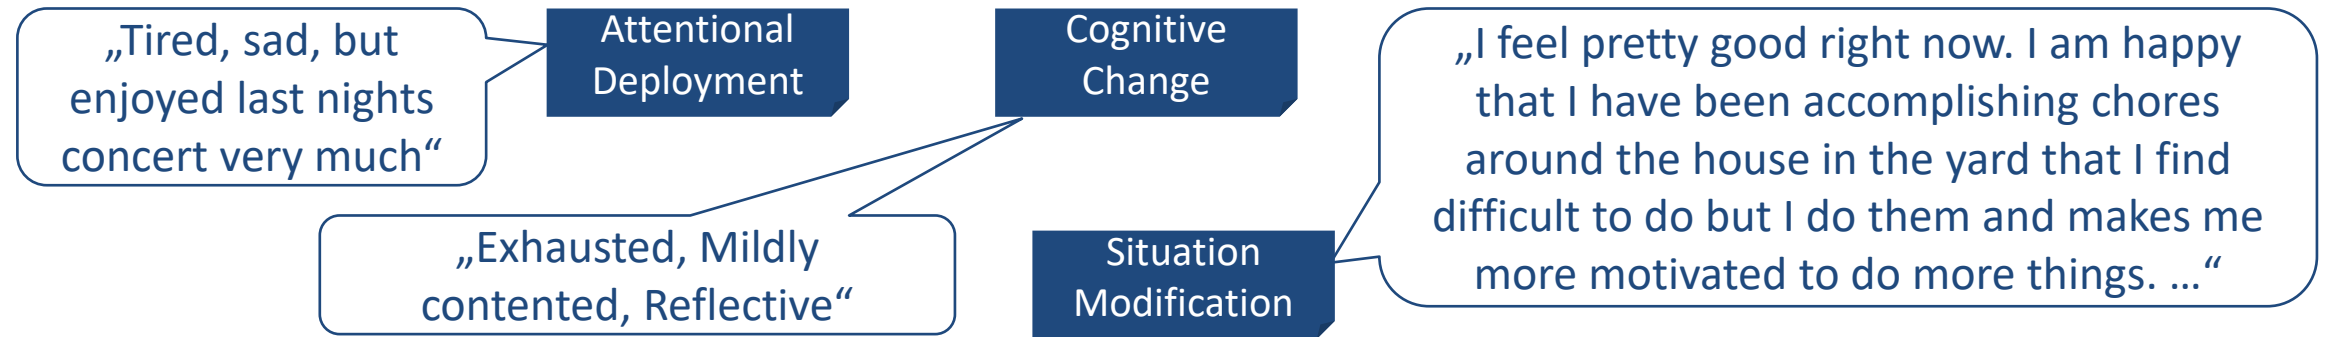 „Tired, sad, but
enjoyed last nights
concert very much“
Attentional
Deployment
Cognitive
Change
„I feel pretty good right now. I am happy
that I have been accomplishing chores
around the house in the yard that I find
difficult to do but I do them and makes me
more motivated to do more things. ...“
„Exhausted, Mildly
contented, Reflective“
Situation
Modification